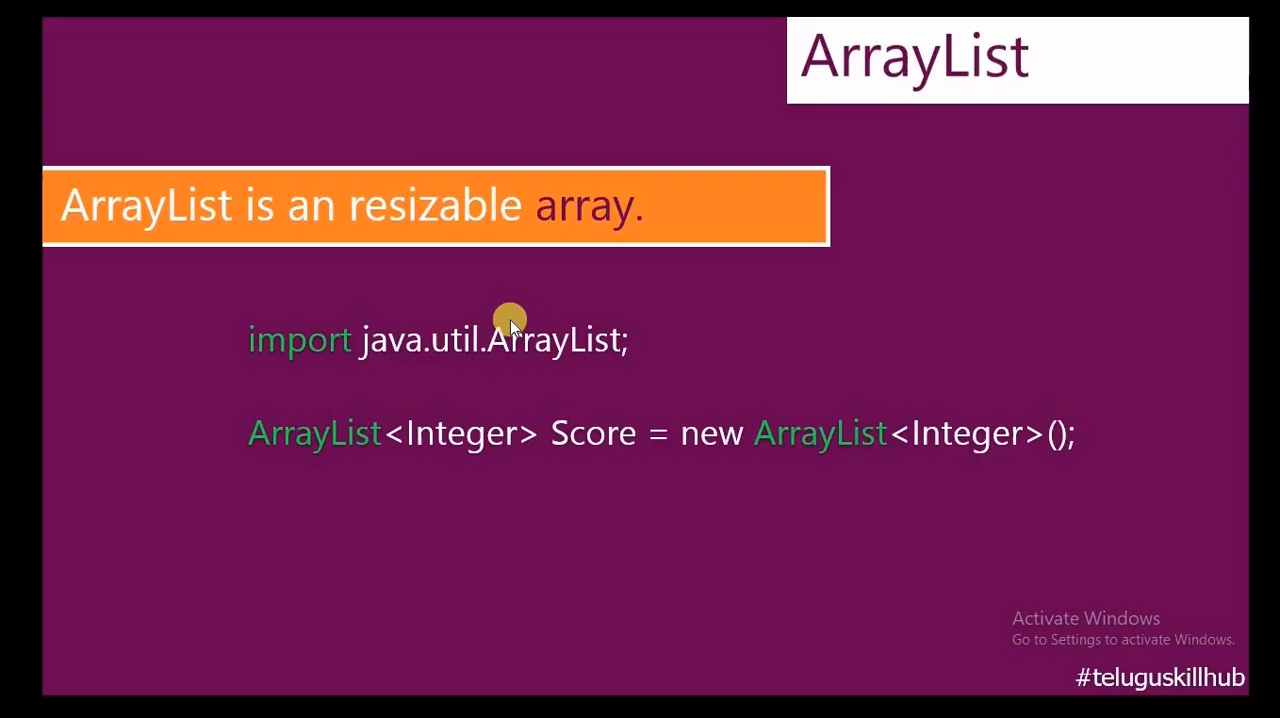 ArrayList
ArrayList is an resizable array.
import java.util.ArrayList;
ArrayList<Integer> Score = new ArrayList<Integer>();
Activate Windows
Go to Settings to activate Windows.
#teluguskillhub